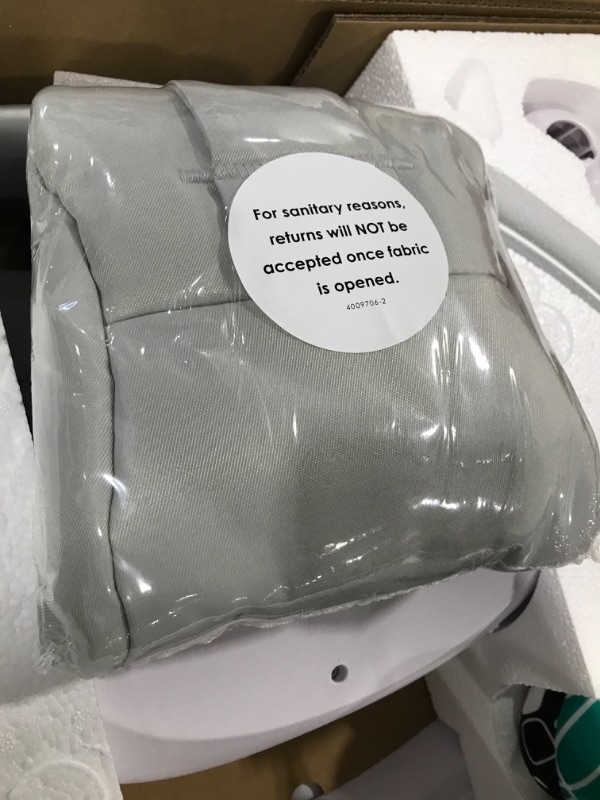 For sanitary reasons,
returns will NOT be
accepted once fabric
is opened.
4009706-2